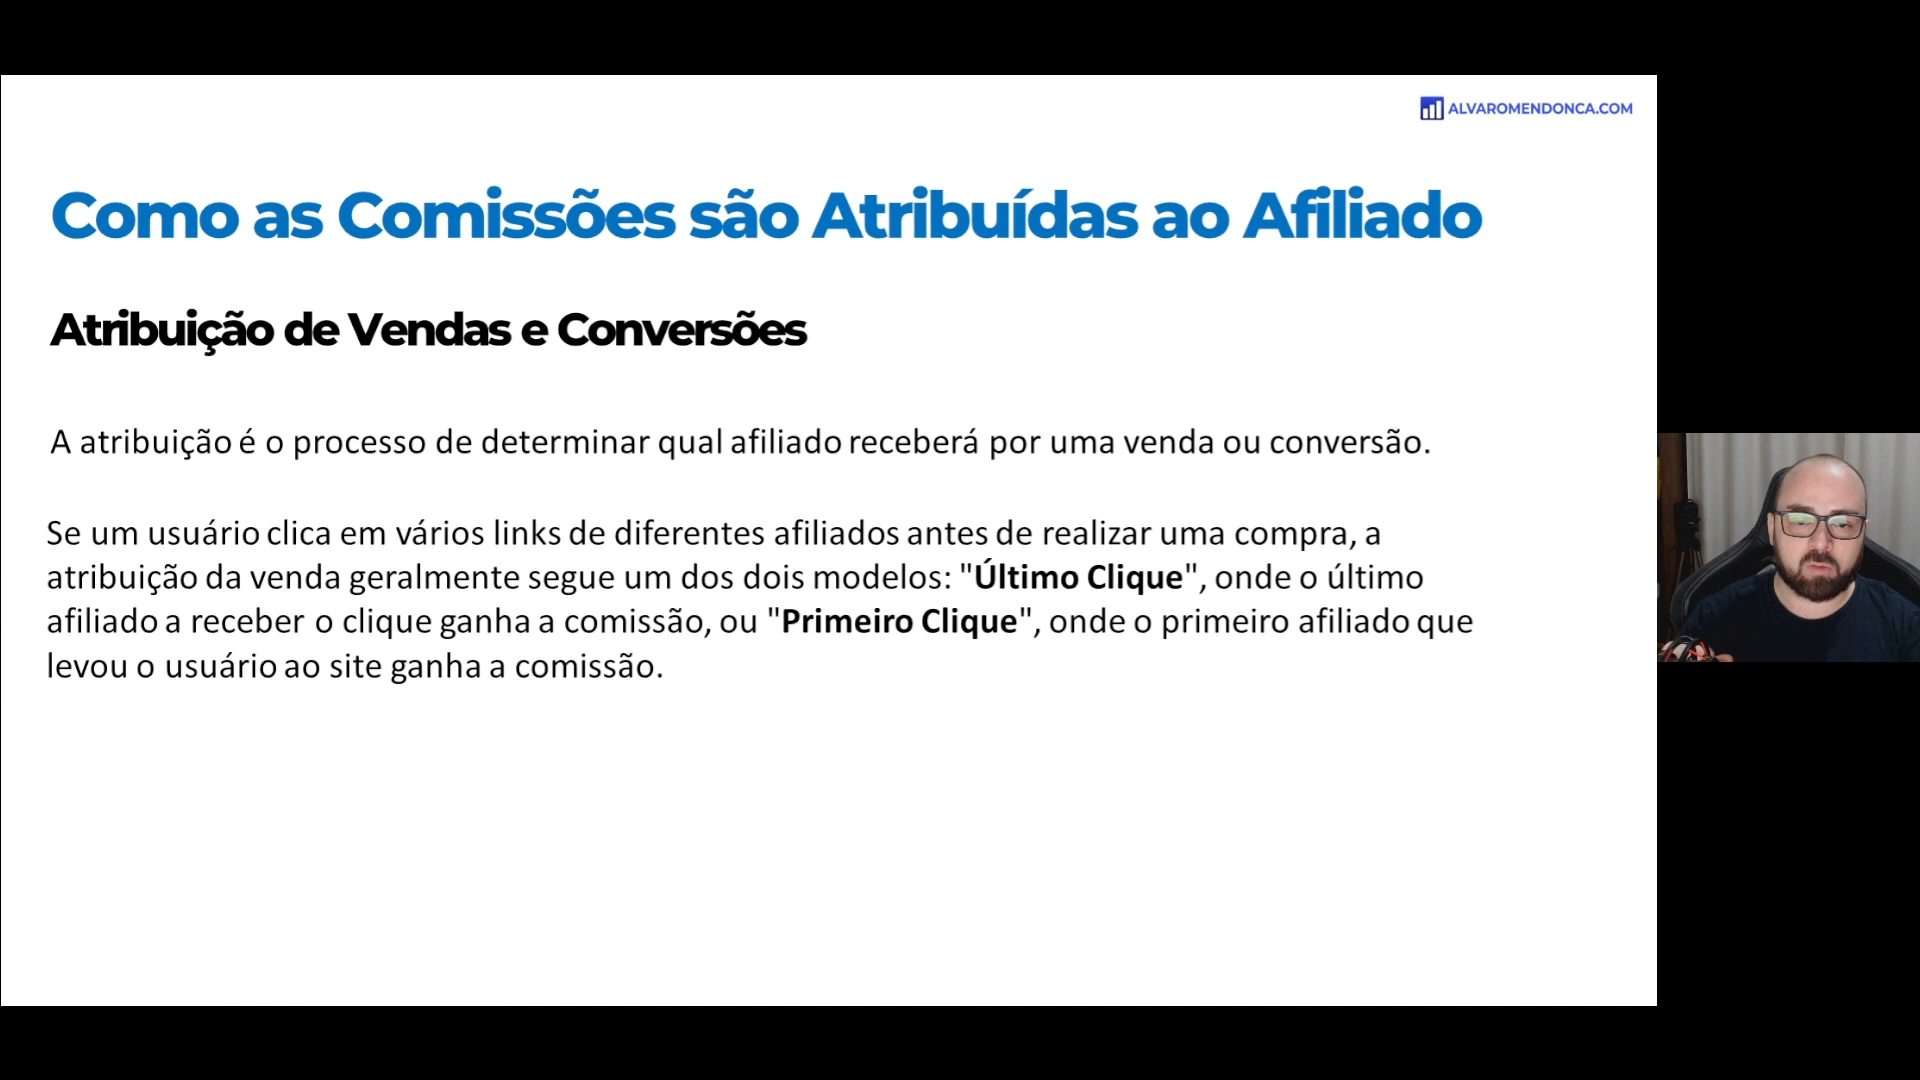 ALVAROMENDONCA.COM
Como as Comissões são Atribuídas ao Afiliado
Atribuição de Vendas e Conversões
A atribuição é o processo de determinar qual afiliado receberá por uma venda ou conversão.
Se um usuário clica em vários links de diferentes afiliados antes de realizar uma compra, a
atribuição da venda geralmente segue um dos dois modelos: "Último Clique", onde o último
afiliado a receber o clique ganha a comissão, ou "Primeiro Clique", onde o primeiro afiliado que
levou o usuário ao site ganha a comissão.